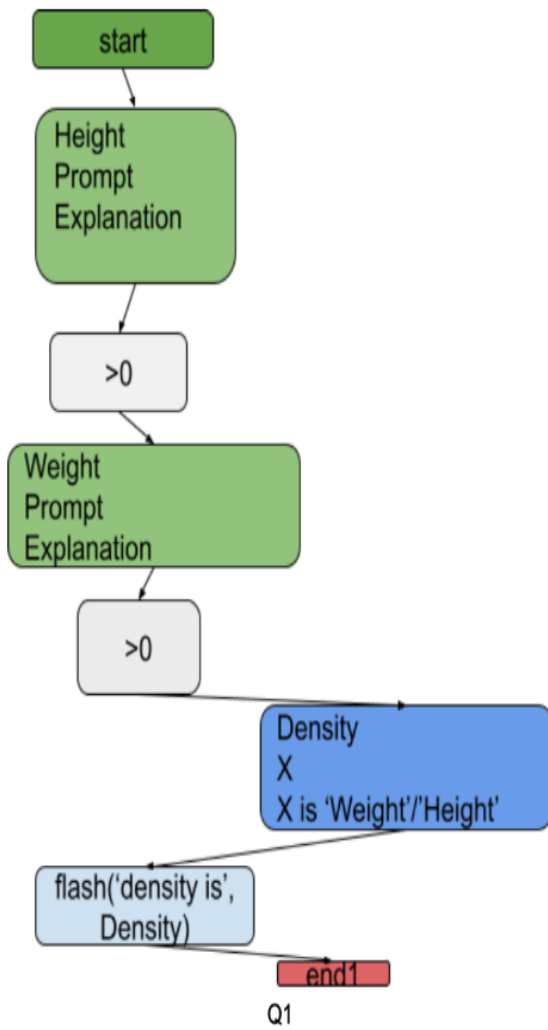 start
Height
Prompt
Explanation
>0
Weight
Prompt
Explanation
>0
Density
X
X is ‘Weight’/’Height’
flash(‘density is’,
Density)
end1
Q1